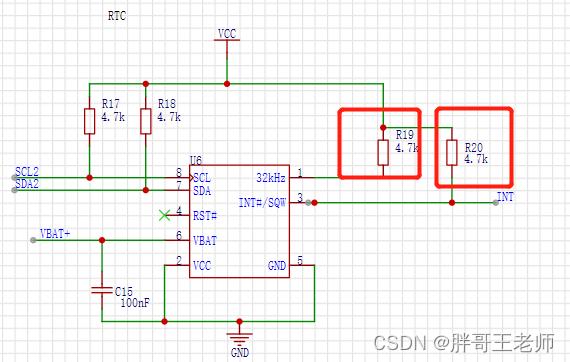 RTC
VCC
R17
4.7k
R18
4.7k
R19
4.7k
R20
4.7k
U6
SCL2
SDA2
8
SCL
7
SDA
4
RST#
6
VBAT
2
VCC
32kHz
1
INT#/SQW
3
GND
5
INT
VBAT+
C15
100nF
GND
CSDN @胖哥王老师